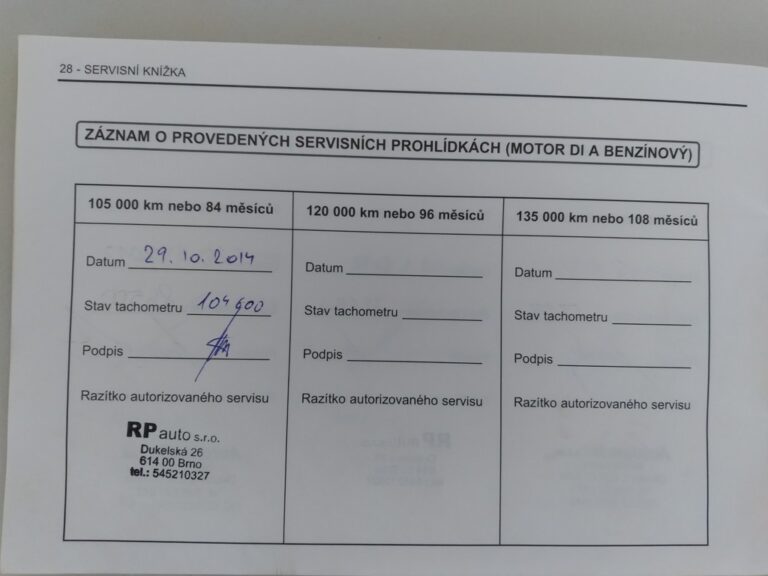 28 - SERVISNÍ KNÍŽKA
ZÁZNAM O PROVEDENÝCH SERVISNÍCH PROHLÍDKÁCH (MOTOR DI A BENZÍNOVÝ)
105 000 km nebo 84 měsíců
Datum 29. 10. 2014
Stav tachometru 104 600
Podpis
Razítko autorizovaného servisu
RP auto s.r.o.
Dukelská 26
614 00 Brno
tel.: 545210327
120 000 km nebo 96 měsíců
Datum
Stav tachometru
Podpis
Razítko autorizovaného servisu
135 000 km nebo 108 měsíců
Datum
Stav tachometru
Podpis
Razítko autorizovaného servisu